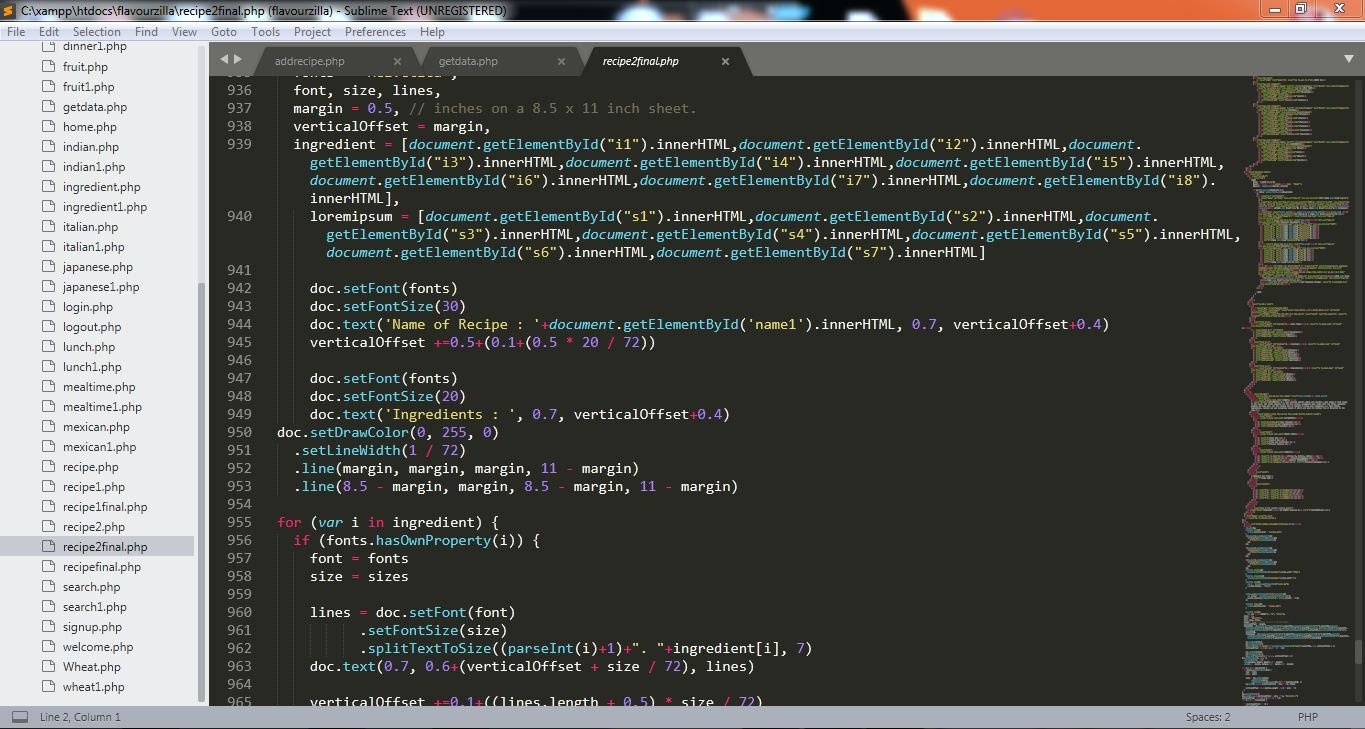 C:\xampp\htdocs\flavourzilla\recipe2final.php (flavourzilla) - Sublime Text (UNREGISTERED)
File Edit Selection Find View Goto Tools Project Preferences Help
dinner1.php
fruit.php
fruit1.php
getdata.php
home.php
indian.php
indian1.php
ingredient.php
ingredient1.php
italian.php
italian1.php
japanese.php
japanese1.php
login.php
logout.php
lunch.php
lunch1.php
mealtime.php
mealtime1.php
mexican.php
mexican1.php
recipe.php
recipe1.php
recipe1final.php
recipe2.php
recipe2final.php
recipefinal.php
search.php
search1.php
signup.php
welcome.php
Wheat.php
wheat1.php
addrecipe.php getdata.php recipe2final.php
936 font, size, lines,
937 margin = 0.5, // inches on a 8.5 x 11 inch sheet.
938 verticalOffset = margin,
939 ingredient = [document.getElementById("i1").innerHTML,document.getElementById("i2").innerHTML,document.
getElementById("i3").innerHTML,document.getElementById("i4").innerHTML,document.getElementById("i5").innerHTML,
document.getElementById("i6").innerHTML,document.getElementById("i7").innerHTML,document.getElementById("i8").
innerHTML],
940 loremipsum = [document.getElementById("s1").innerHTML,document.getElementById("s2").innerHTML,document.
getElementById("s3").innerHTML,document.getElementById("s4").innerHTML,document.getElementById("s5").innerHTML,
document.getElementById("s6").innerHTML,document.getElementById("s7").innerHTML]
941
942 doc.setFont(fonts)
943 doc.setFontSize(30)
944 doc.text('Name of Recipe : '+document.getElementById('name1').innerHTML, 0.7, verticalOffset+0.4)
945 verticalOffset +=0.5+(0.1+(0.5 * 20 / 72))
946
947 doc.setFont(fonts)
948 doc.setFontSize(20)
949 doc.text('Ingredients : ', 0.7, verticalOffset+0.4)
950 doc.setDrawColor(0, 255, 0)
951 .setLineWidth(1 / 72)
952 .line(margin, margin, margin, 11 - margin)
953 .line(8.5 - margin, margin, 8.5 - margin, 11 - margin)
954
955 for (var i in ingredient) {
956 if (fonts.hasOwnProperty(i)) {
957 font = fonts
958 size = sizes
959
960 lines = doc.setFont(font)
961 .setFontSize(size)
962 .splitTextToSize((parseInt(i)+1)+". "+ingredient[i], 7)
963 doc.text(0.7, 0.6+(verticalOffset + size / 72), lines)
964
965 verticalOffset +=0.1+((lines.length + 0.5) * size / 72)
Line 2, Column 1 Spaces: 2 PHP